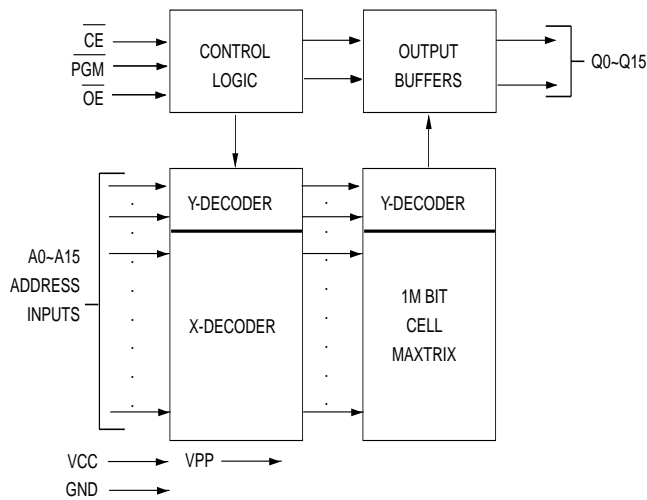 CE
PGM
OE
CONTROL
LOGIC
OUTPUT
BUFFERS
Q0~Q15
A0~A15
ADDRESS
INPUTS
Y-DECODER
X-DECODER
Y-DECODER
1M BIT
CELL
MAXTRIX
VCC
VPP
GND